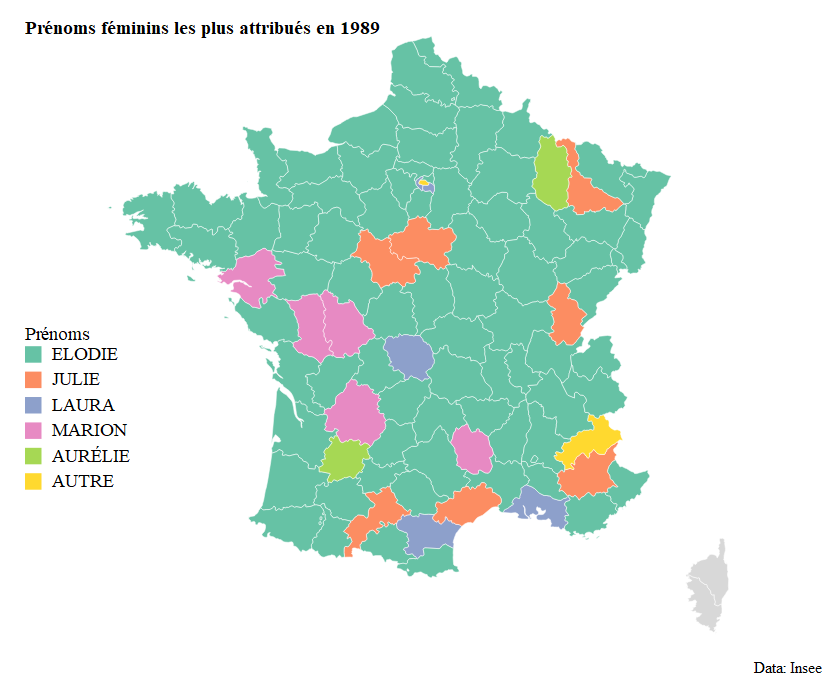 Prénoms féminins les plus attribués en 1989
Prénoms
ELODIE
JULIE
LAURA
MARION
AURÉLIE
AUTRE
Data: Insee